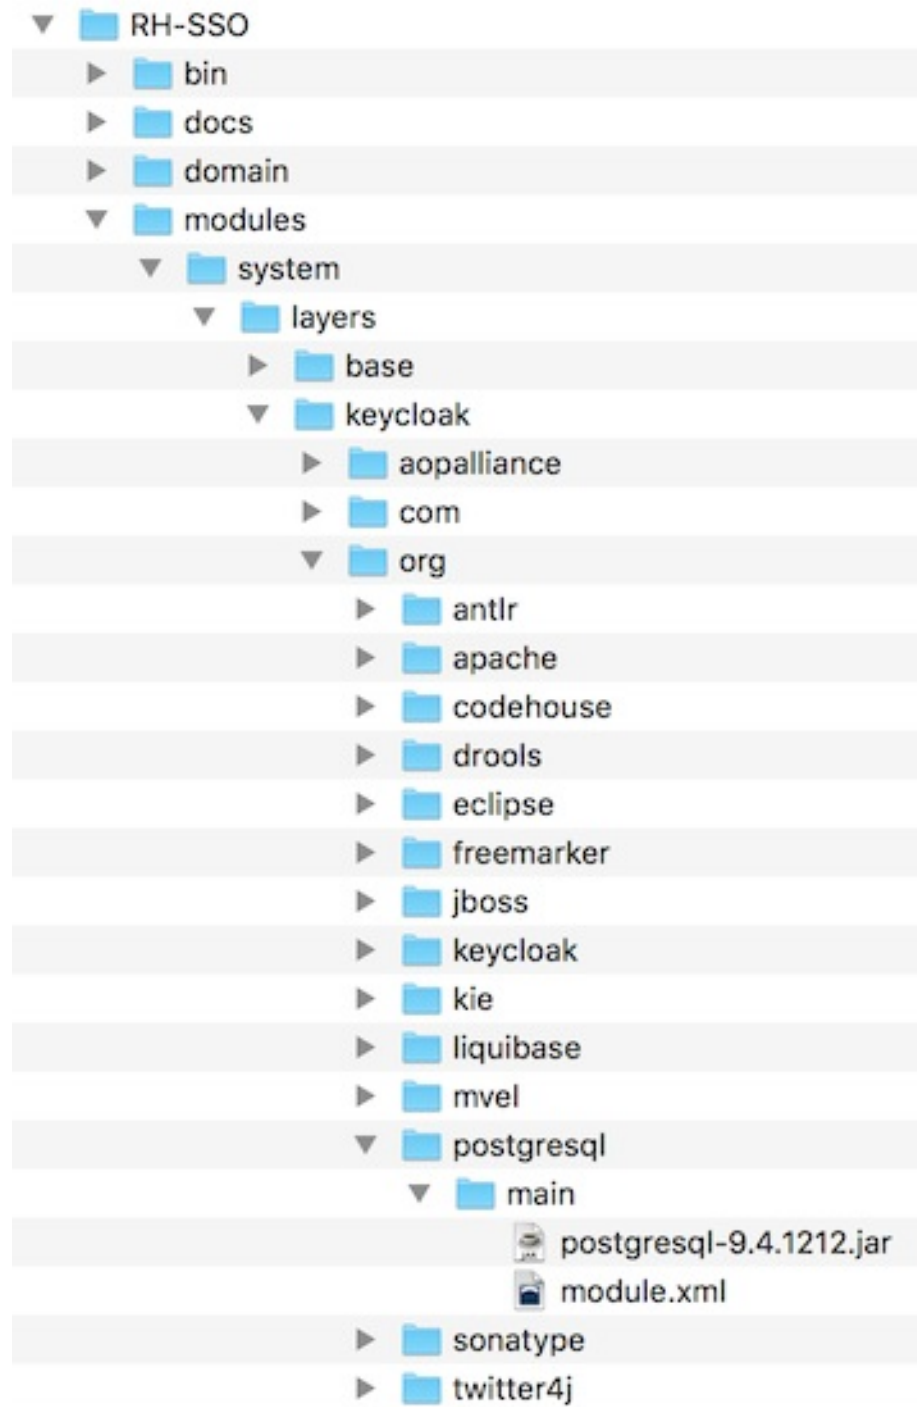 RH-SSO
bin
docs
domain
modules
system
layers
base
keycloak
aopalliance
com
org
antlr
apache
codehouse
drools
eclipse
freemarker
jboss
keycloak
kie
liquibase
mvel
postgresql
main
postgresql-9.4.1212.jar
module.xml
sonatype
twitter4j